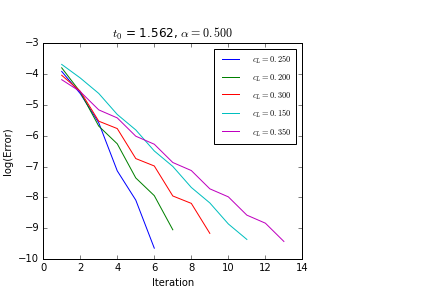 t₀ = 1.562, α = 0.500
-3
-4
-5
-6
-7
-8
-9
-10
log(Error)
c_L = 0.250
c_L = 0.200
c_L = 0.300
c_L = 0.150
c_L = 0.350
0 2 4 6 8 10 12 14
Iteration